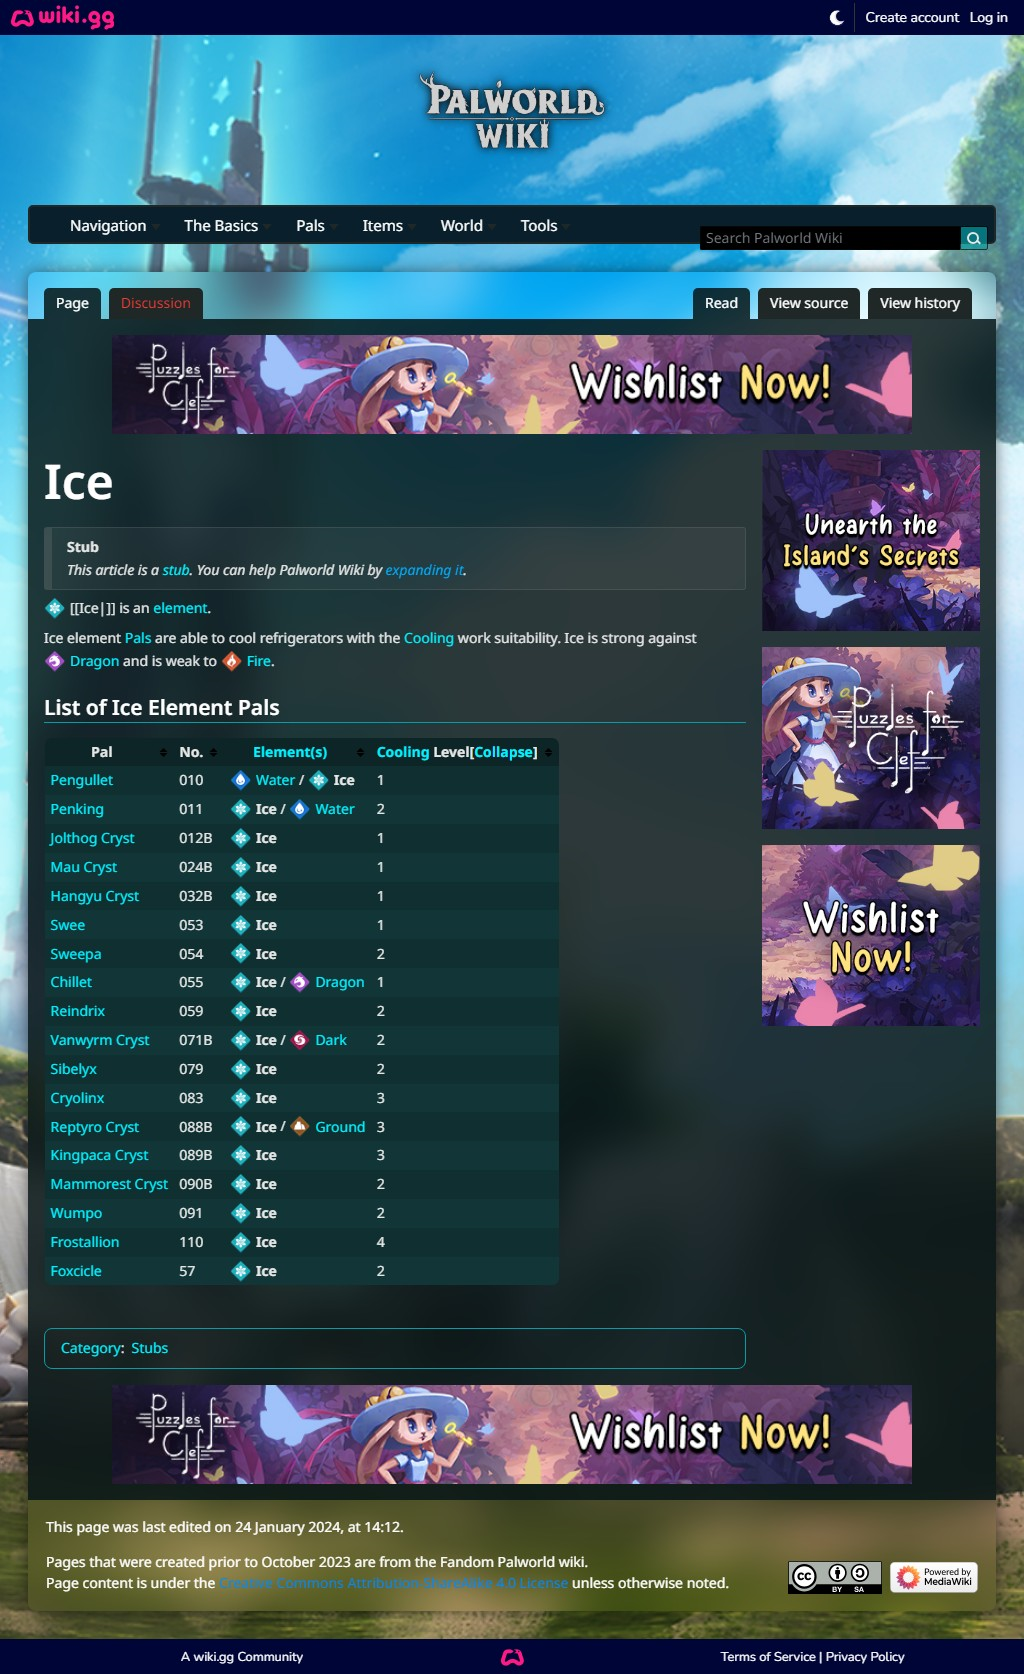 wiki.gg
Create account Log in
PALWORLD
WIKI
Navigation The Basics Pals Items World Tools
Search Palworld Wiki
Page Discussion Read View source View history
Puzzles for Clef Wishlist Now!
Ice
Unearth the
Island's Secrets
Stub
This article is a stub. You can help Palworld Wiki by expanding it.
[[Ice|]] is an element.
Ice element Pals are able to cool refrigerators with the Cooling work suitability. Ice is strong against
Dragon and is weak to Fire.
Puzzles for
Clef
List of Ice Element Pals
Pal No. Element(s) Cooling Level[Collapse]
Pengullet 010 Water / Ice 1
Penking 011 Ice / Water 2
Jolthog Cryst 012B Ice 1
Mau Cryst 024B Ice 1
Hangyu Cryst 032B Ice 1
Swee 053 Ice 1
Sweepa 054 Ice 2
Chillet 055 Ice / Dragon 1
Reindrix 059 Ice 2
Vanwyrm Cryst 071B Ice / Dark 2
Sibelyx 079 Ice 2
Cryolinx 083 Ice 3
Reptyro Cryst 088B Ice / Ground 3
Kingpaca Cryst 089B Ice 3
Mammorest Cryst 090B Ice 2
Wumpo 091 Ice 2
Frostallion 110 Ice 4
Foxcicle 57 Ice 2
Wishlist
Now!
Category: Stubs
Puzzles for Clef Wishlist Now!
This page was last edited on 24 January 2024, at 14:12.
Pages that were created prior to October 2023 are from the Fandom Palworld wiki.
Page content is under the Creative Commons Attribution-ShareAlike 4.0 License unless otherwise noted.
cc BY SA
Powered by
MediaWiki
A wiki.gg Community Terms of Service | Privacy Policy